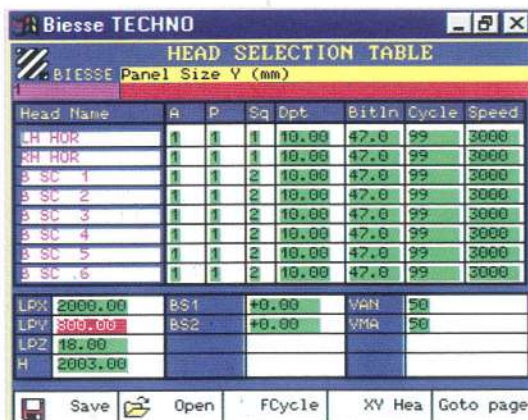 Biesse TECHNO
HEAD SELECTION TABLE
BIESSE Panel Size Y (mm)
1
Head Name A P Sq Dpt Bitln Cycle Speed
LH HOR 1 1 1 10.00 47.0 99 3000
RH HOR 1 1 1 10.00 47.0 99 3000
B SC 1 1 1 2 10.00 47.0 99 3000
B SC 2 1 1 2 10.00 47.0 99 3000
B SC 3 1 1 2 10.00 47.0 99 3000
B SC 4 1 1 2 10.00 47.0 99 3000
B SC 5 1 1 2 10.00 47.0 99 3000
B SC .6 1 1 2 10.00 47.0 99 3000
LPX 2000.00 BS1 +0.00 VAN 50
LPY 800.00 BS2 +0.00 VMA 50
LPZ 18.00
H 2003.00
Save Open FCycle XY Hea Goto page